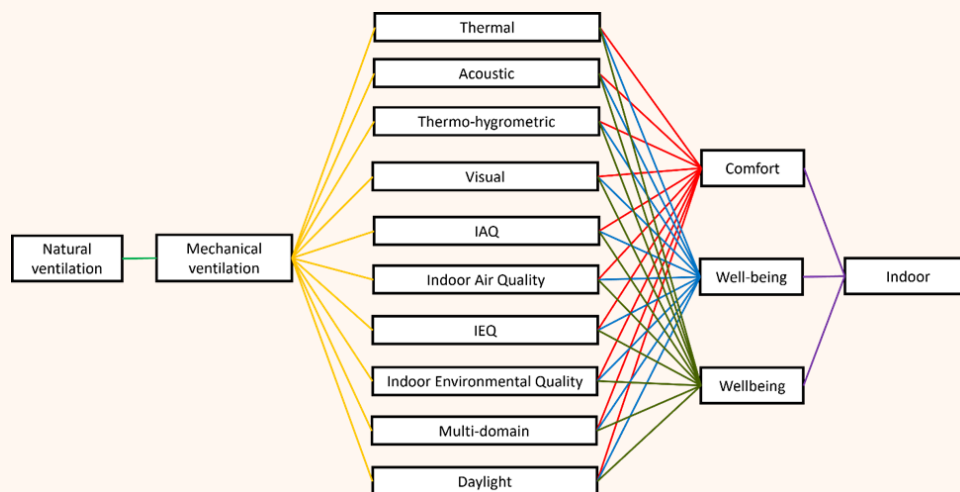 Natural
ventilation
Mechanical
ventilation
Thermal
Acoustic
Thermo-hygrometric
Visual
IAQ
Indoor Air Quality
IEQ
Indoor Environmental Quality
Multi-domain
Daylight
Comfort
Well-being
Wellbeing
Indoor